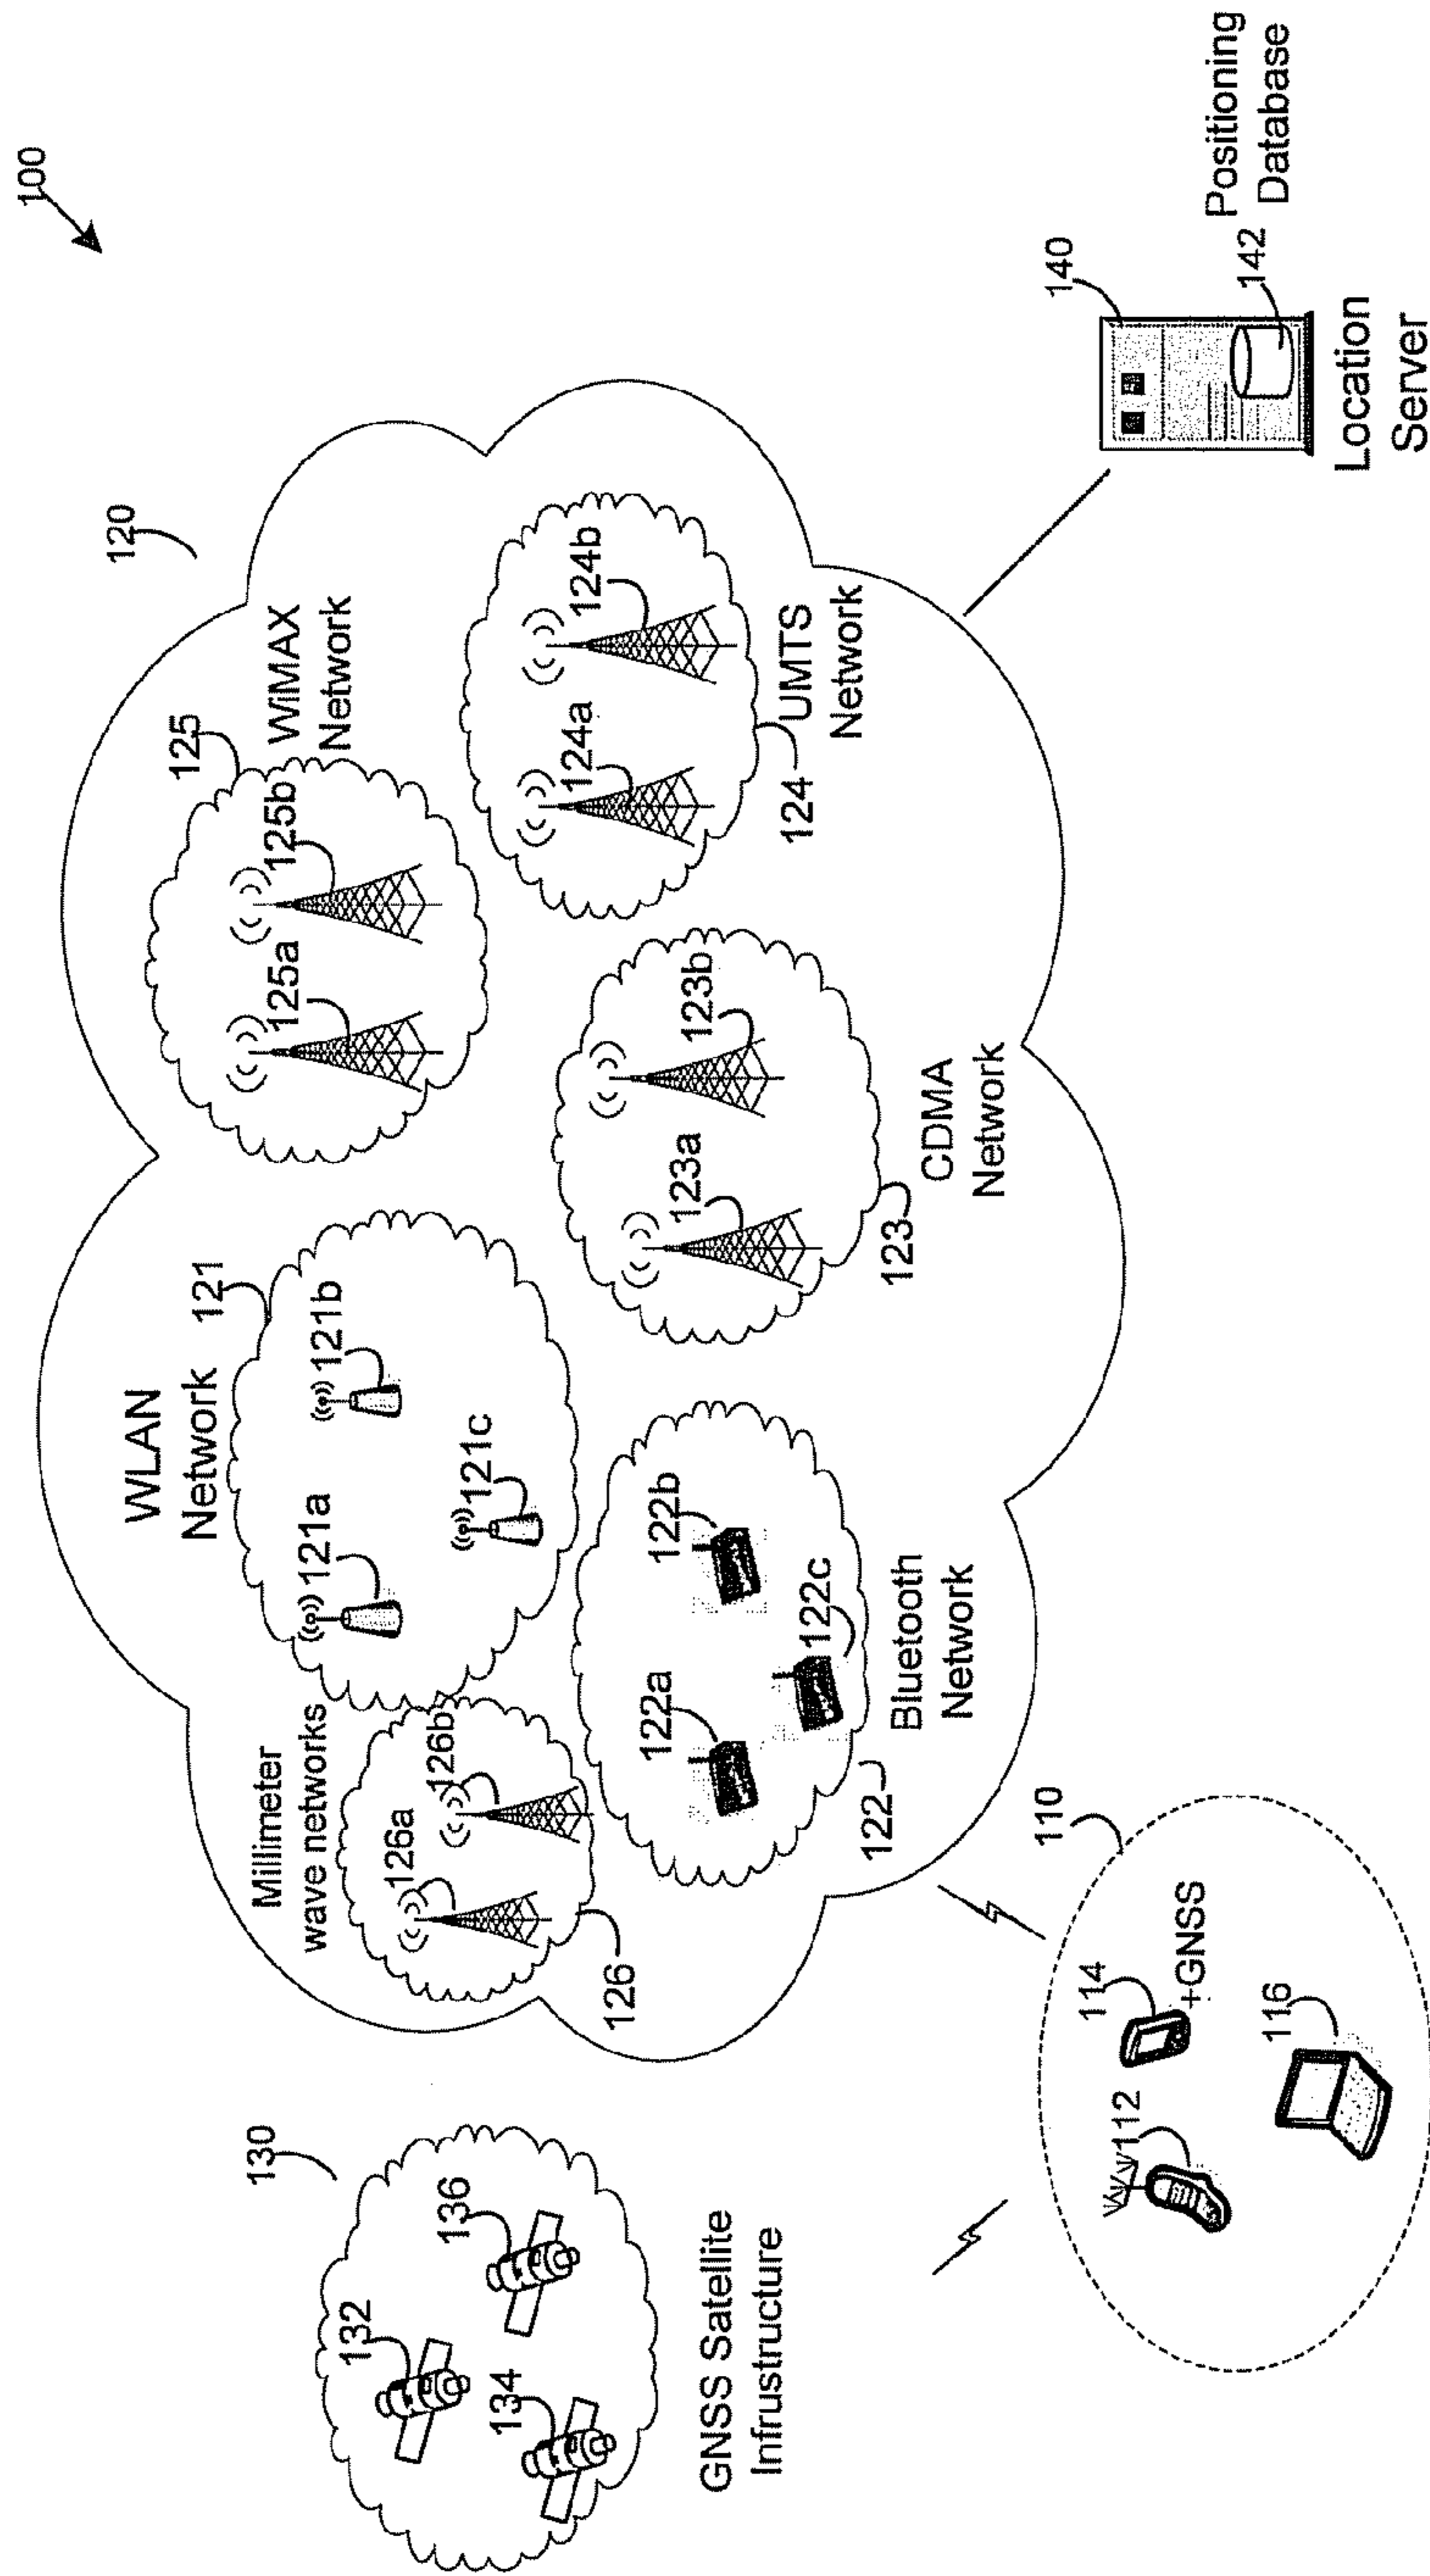 100
120
WLAN
Network
121
WiMAX
Network
125
Millimeter
wave networks
130
121a
121b
121c
125a
125b
126a
126b
126
132
136
134
GNSS Satellite
Infrustructure
122a
122b
122c
122
Bluetooth
Network
123a
123b
123
CDMA
Network
124a
124b
124
UMTS
Network
110
112
114
+GNSS
116
140
142
Positioning
Database
Location
Server